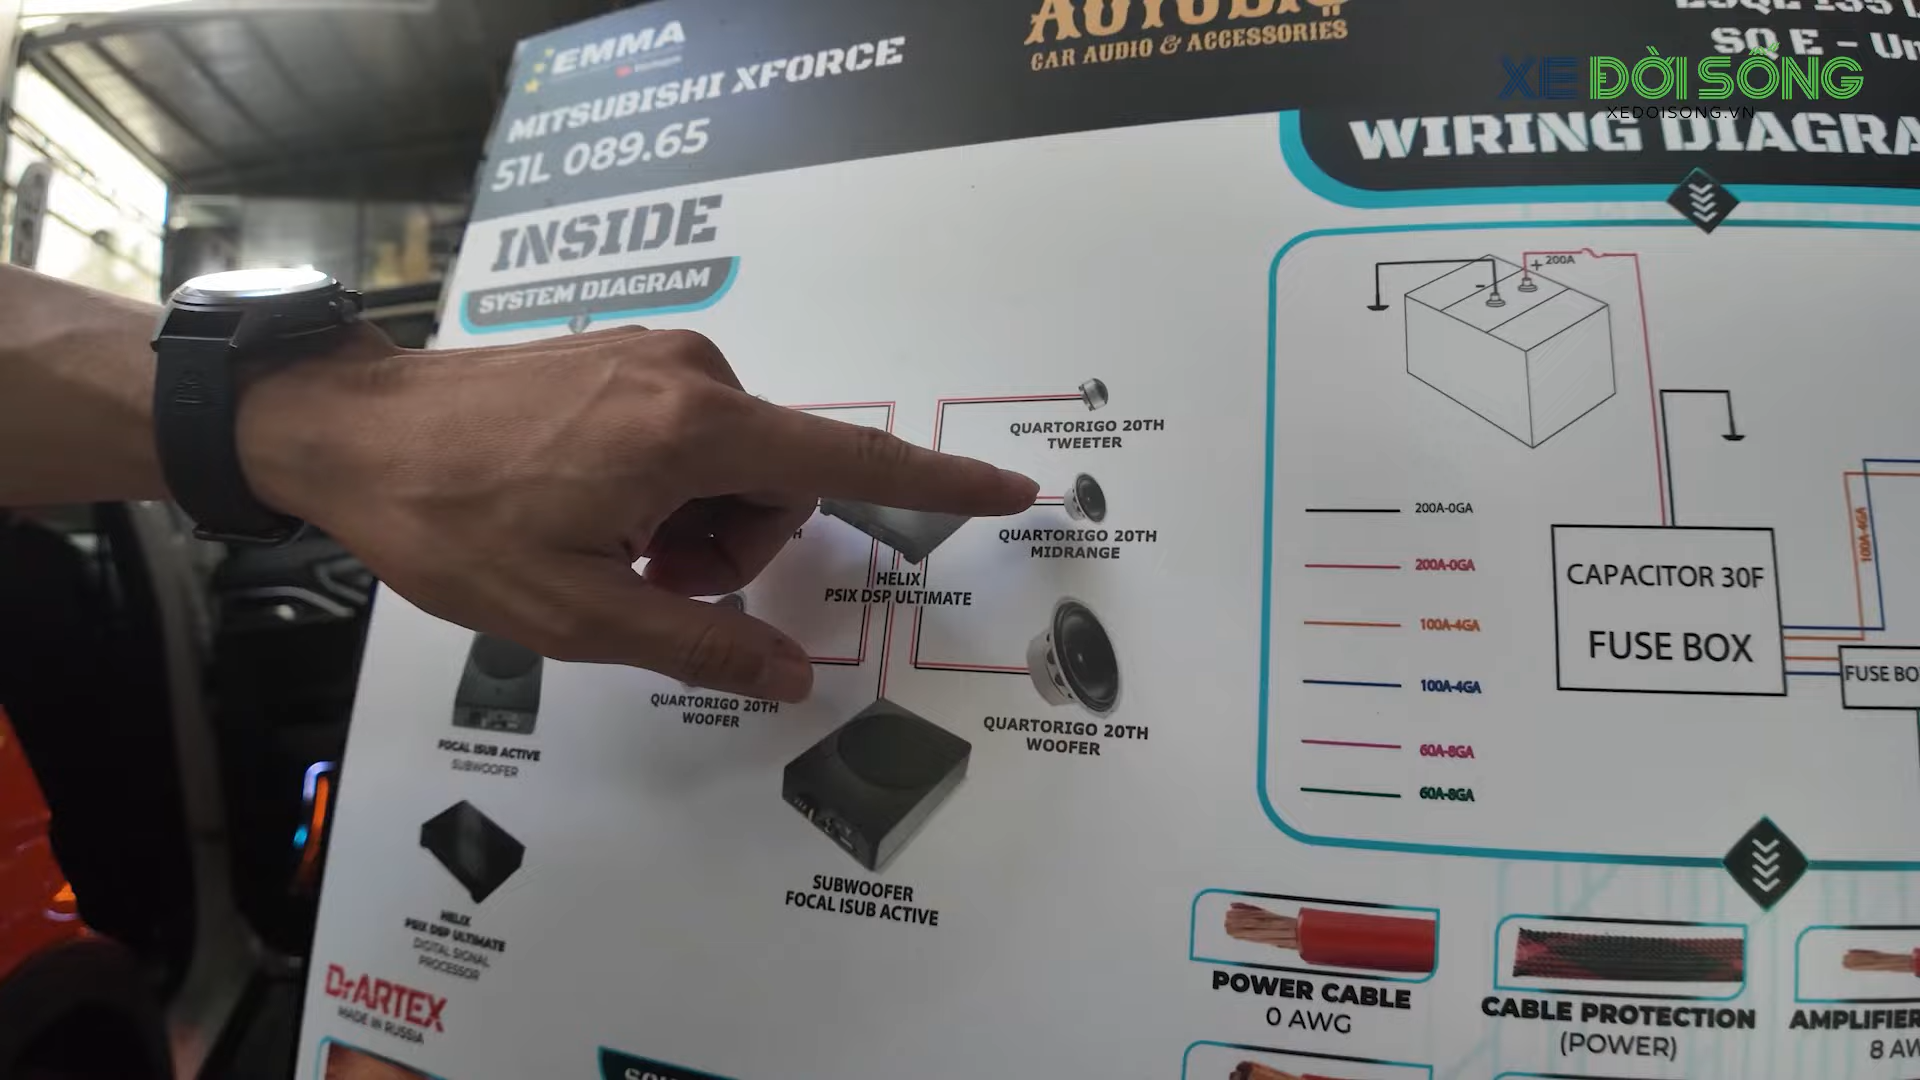 EMMA
MITSUBISHI XFORCE
51L 089.65
CAR AUDIO & ACCESSORIES
SQ E – Un
XE ĐỜI SỐNG
XEDOISONG.VN
WIRING DIAGRA
INSIDE
SYSTEM DIAGRAM
QUARTORIGO 20TH
TWEETER
QUARTORIGO 20TH
MIDRANGE
HELIX
PSIX DSP ULTIMATE
QUARTORIGO 20TH
WOOFER
QUARTORIGO 20TH
WOOFER
SUBWOOFER
FOCAL ISUB ACTIVE
FOCAL ISUB ACTIVE
SUBWOOFER
HELIX
PSIX DSP ULTIMATE
DIGITAL SIGNAL
PROCESSOR
DrARTEX
MADE IN RUSSIA
- + 200A
200A-0GA
200A-0GA
100A-4GA
100A-4GA
60A-8GA
60A-8GA
CAPACITOR 30F
FUSE BOX
100A-4GA
FUSE BO
POWER CABLE
0 AWG
CABLE PROTECTION
(POWER)
AMPLIFIER
8 AW